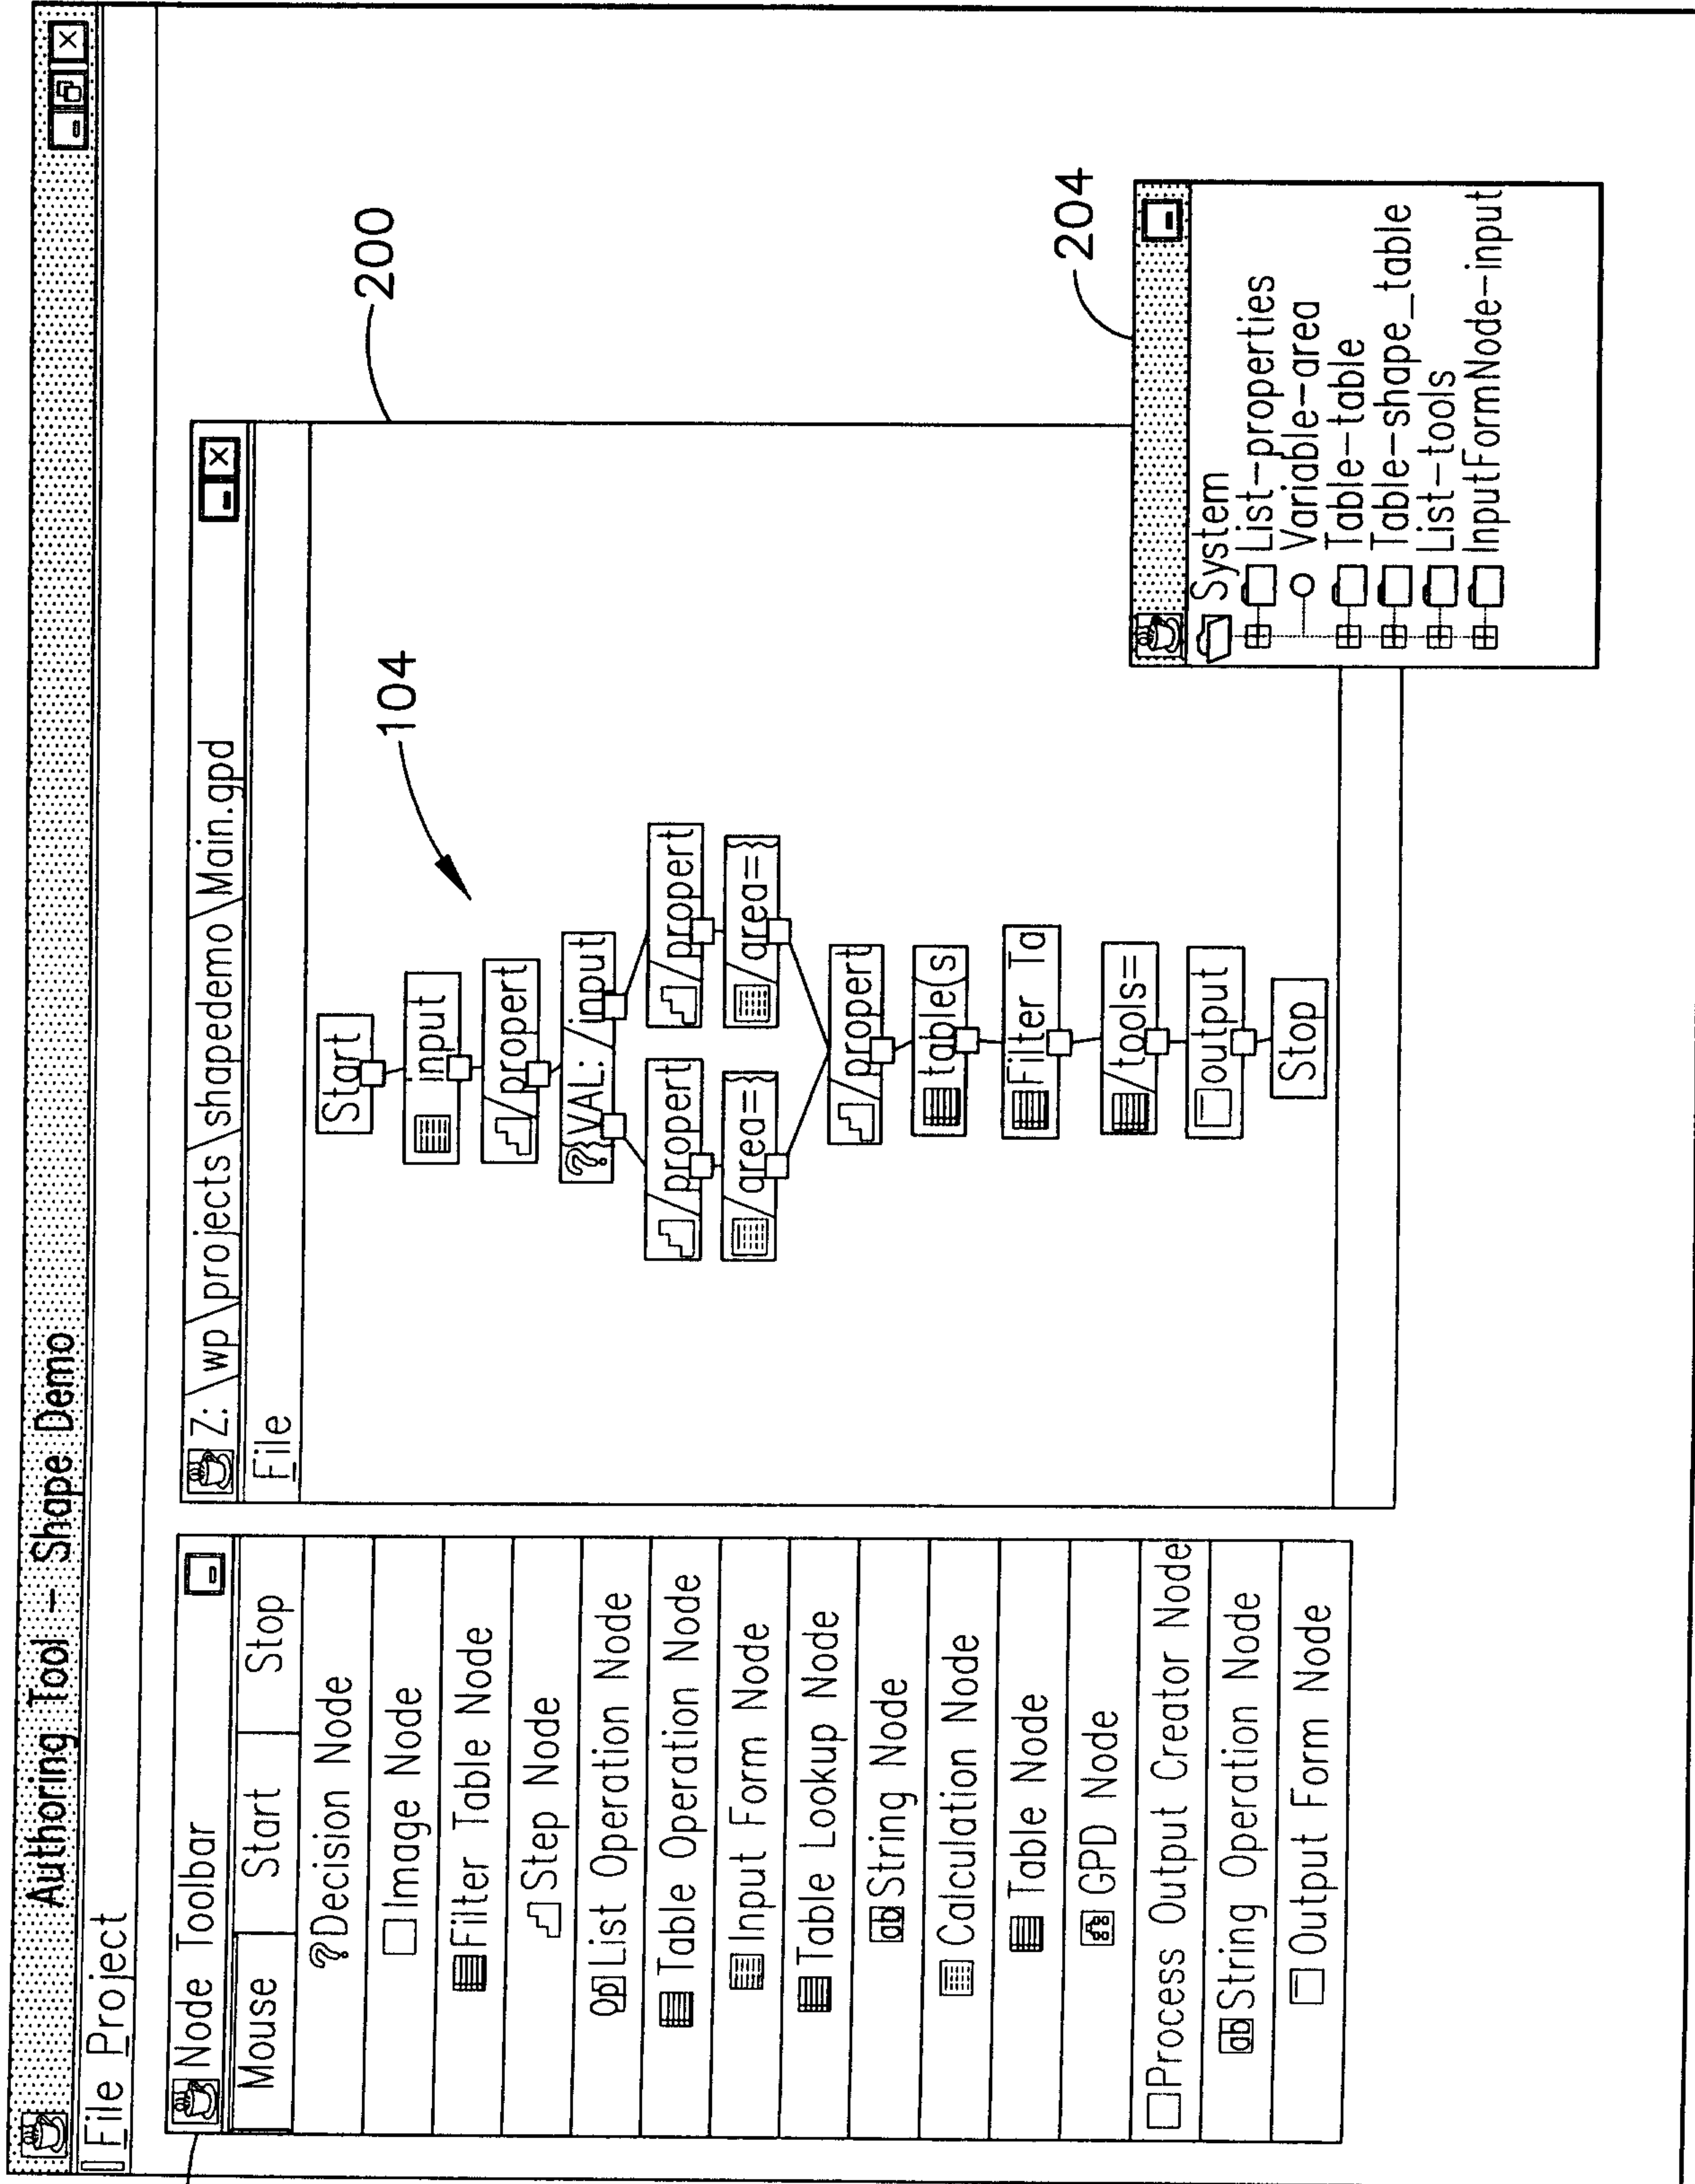 Authoring Tool - Shape Demo
File Project
Node Toolbar
Mouse Start Stop
?Decision Node
Image Node
Filter Table Node
Step Node
Op List Operation Node
Table Operation Node
Input Form Node
Table Lookup Node
ab String Node
Calculation Node
Table Node
GPD Node
Process Output Creator Node
ab String Operation Node
Output Form Node
Z: \wp\projects\shapedemo\Main.gpd
File
200
104
Start
input
/propert
?{VAL: /input
/propert /propert
/area={ /area={
/propert
table(s
Filter Ta
/tools=
output
Stop
204
System
List-properties
Variable-area
Table-table
Table-shape_table
List-tools
InputFormNode-input